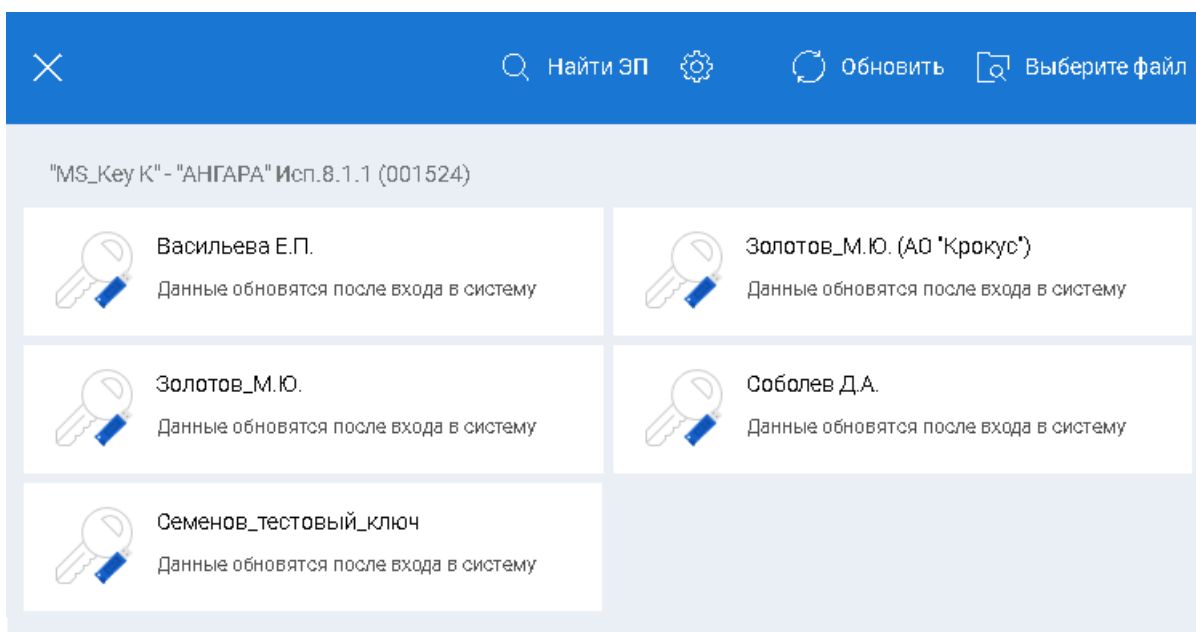 Найти ЭП Обновить Выберите файл
"MS_Key K" - "АНГАРА" Исп.8.1.1 (001524)
Васильева Е.П.
Данные обновятся после входа в систему
Золотов_М.Ю. (АО "Крокус")
Данные обновятся после входа в систему
Золотов_М.Ю.
Данные обновятся после входа в систему
Соболев Д.А.
Данные обновятся после входа в систему
Семенов_тестовый_ключ
Данные обновятся после входа в систему